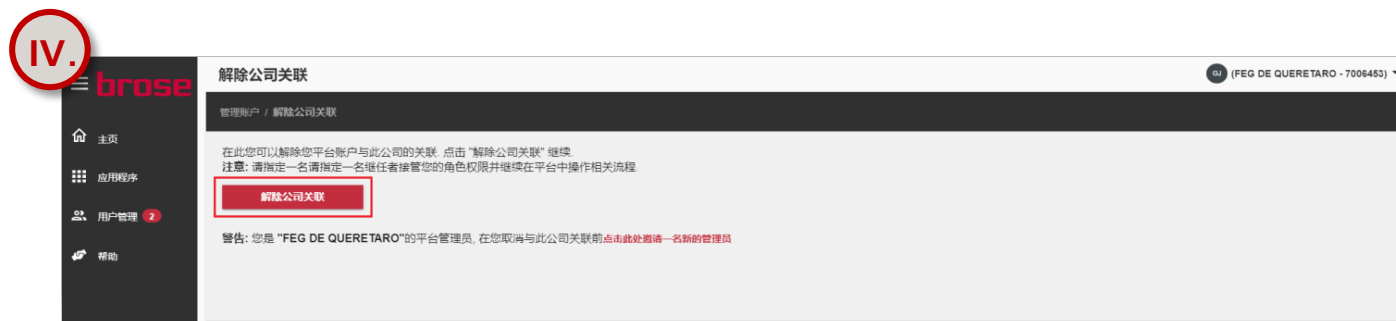 IV.
brose
解除公司关联
GJ (FEG DE QUERETARO - 7006453)
管理账户 / 解除公司关联
主页
应用程序
用户管理 2
帮助
在此您可以解除您平台账户与此公司的关联. 点击 "解除公司关联" 继续.
注意: 请指定一名请指定一名继任者接管您的角色权限并继续在平台中操作相关流程.
解除公司关联
警告: 您是 "FEG DE QUERETARO"的平台管理员, 在您取消与此公司关联前点击此处邀请一名新的管理员